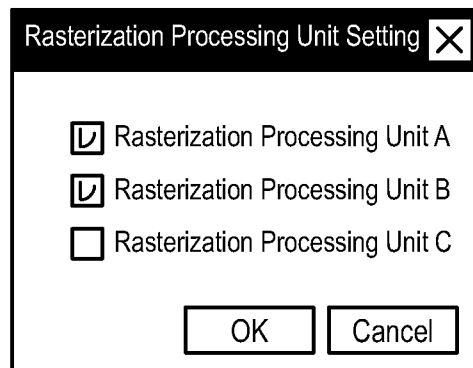 Rasterization Processing Unit Setting
Rasterization Processing Unit A
Rasterization Processing Unit B
Rasterization Processing Unit C
OK Cancel